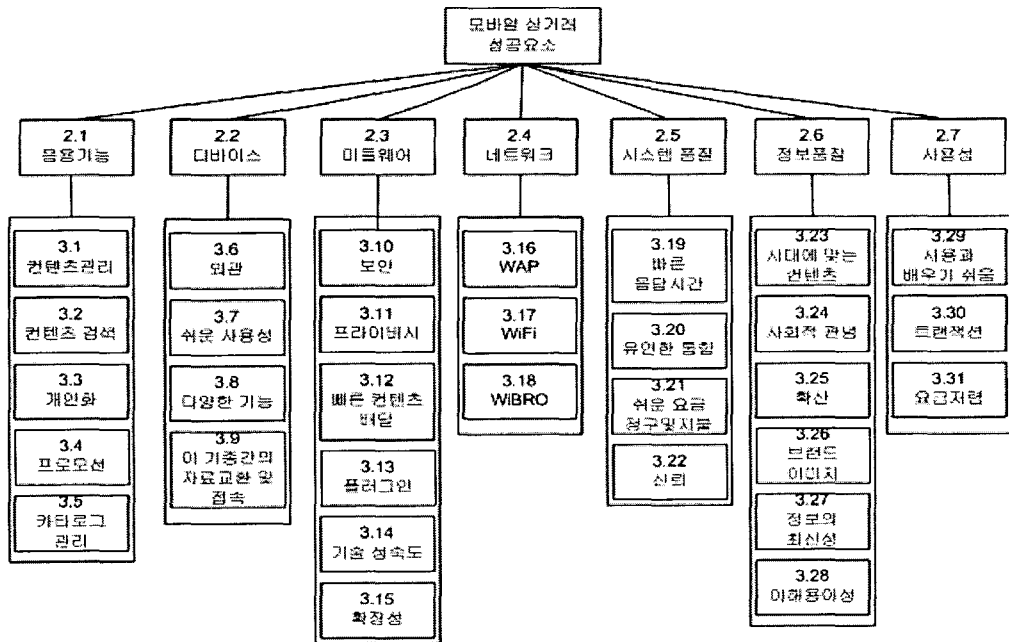 모바일 상거래
성공요소
2.1
응용기능
2.2
디바이스
2.3
미들웨어
2.4
네트워크
2.5
시스템 품질
2.6
정보품질
2.7
사용성
3.1
컨텐츠관리
3.2
컨텐츠 검색
3.3
개인화
3.4
프로모션
3.5
카타로그
관리
3.6
외관
3.7
쉬운 사용성
3.8
다양한 기능
3.9
이 기종간의
자료교환 및
접속
3.10
보안
3.11
프라이버시
3.12
빠른 컨텐츠
배달
3.13
플러그인
3.14
기술 성숙도
3.15
확장성
3.16
WAP
3.17
WiFi
3.18
WiBRO
3.19
빠른
응답시간
3.20
유연한 통합
3.21
쉬운 요금
청구및지불
3.22
신뢰
3.23
시대에 맞는
컨텐츠
3.24
사회적 관념
3.25
확산
3.26
브랜드
이미지
3.27
정보의
최신성
3.28
이해용이성
3.29
사용과
배우기 쉬움
3.30
트랜잭션
3.31
요금저렴